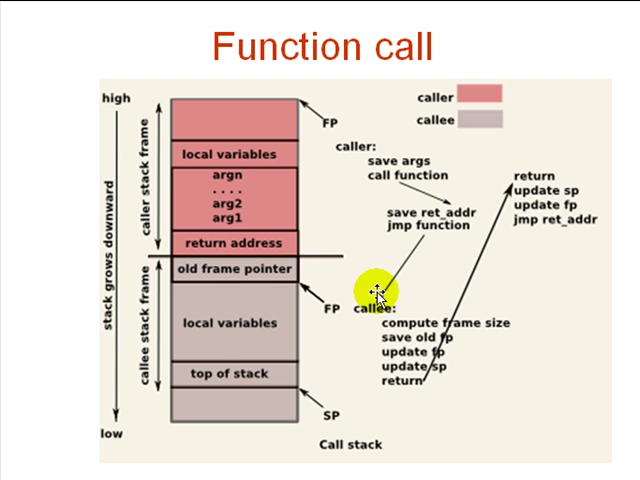 Function call
high
caller
callee
FP
caller:
save args
call function
local variables
argn
. . . .
arg2
arg1
return
update sp
update fp
jmp ret_addr
save ret_addr
jmp function
caller stack frame
return address
stack grows downward
old frame pointer
FP
callee:
callee stack frame
local variables
compute frame size
save old fp
update fp
update sp
return
top of stack
SP
low
Call stack